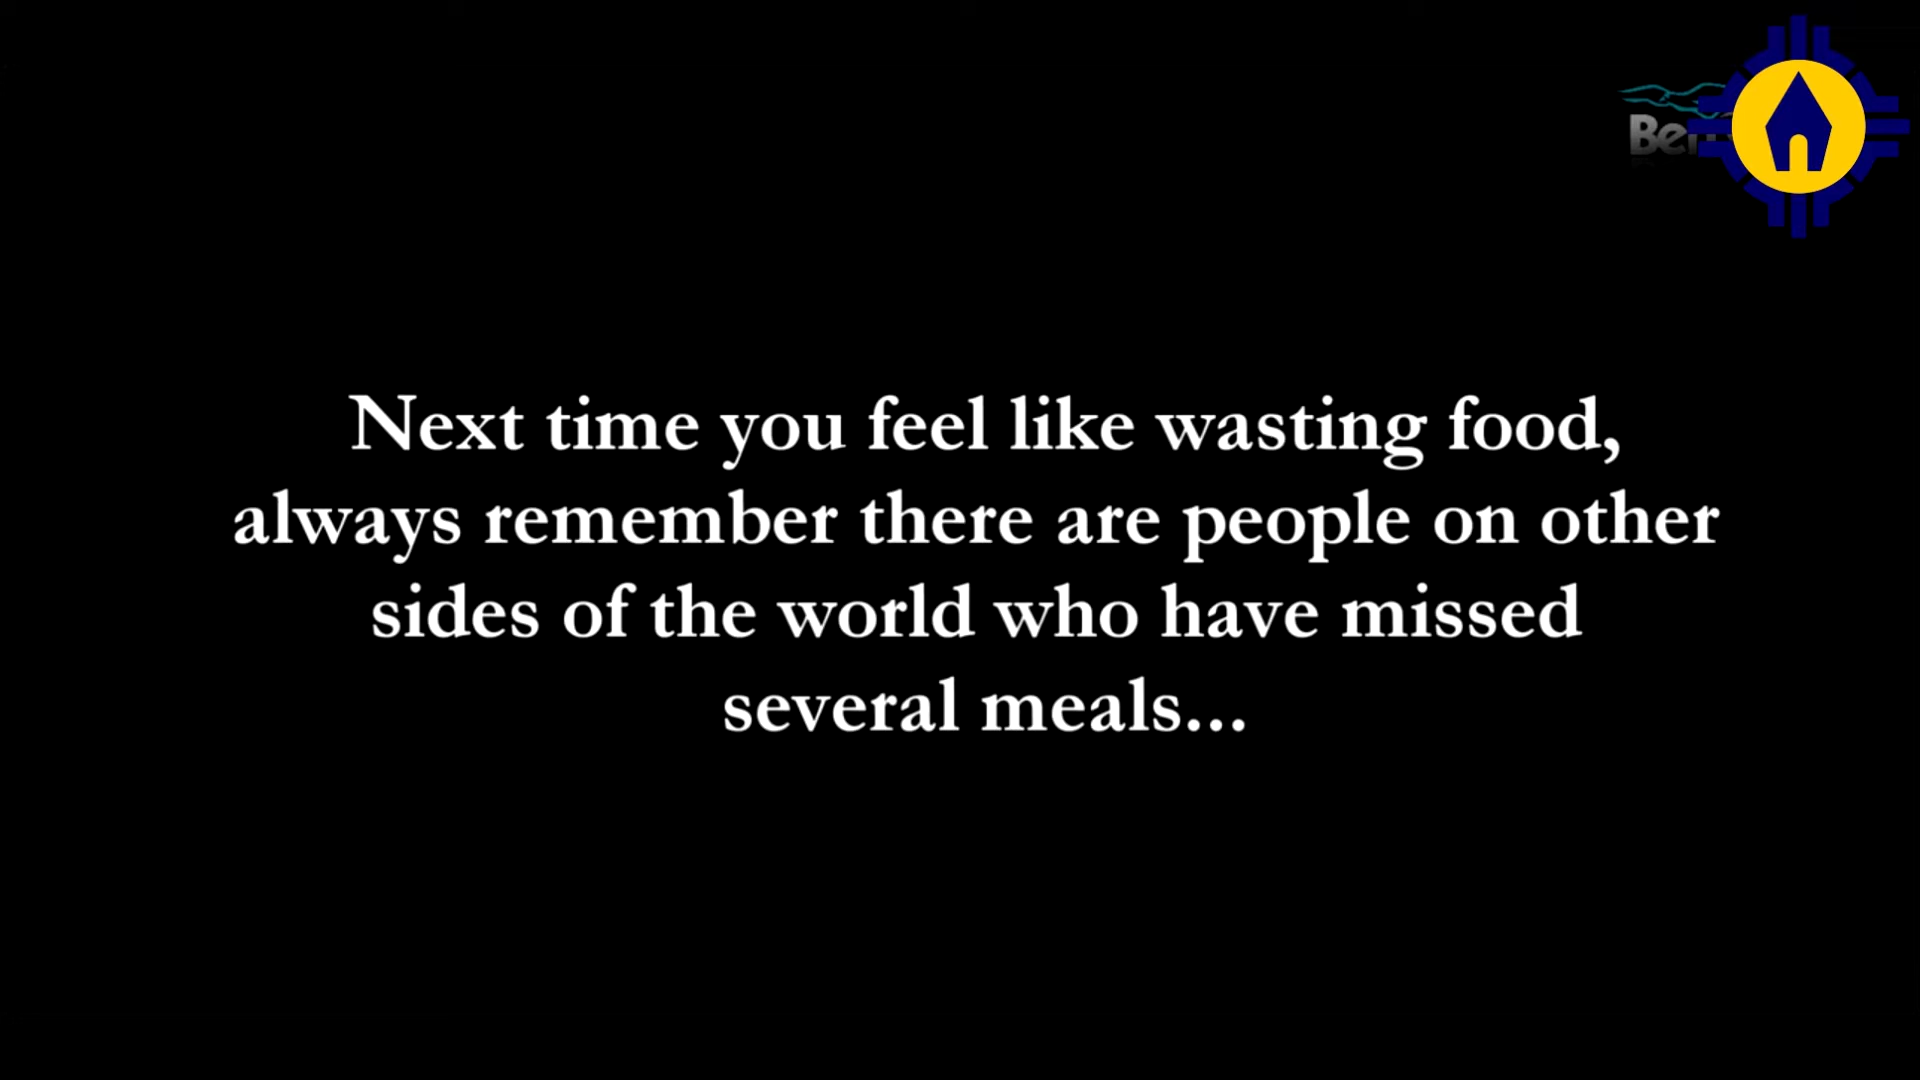 Next time you feel like wasting food,
always remember there are people on other
sides of the world who have missed
several meals...